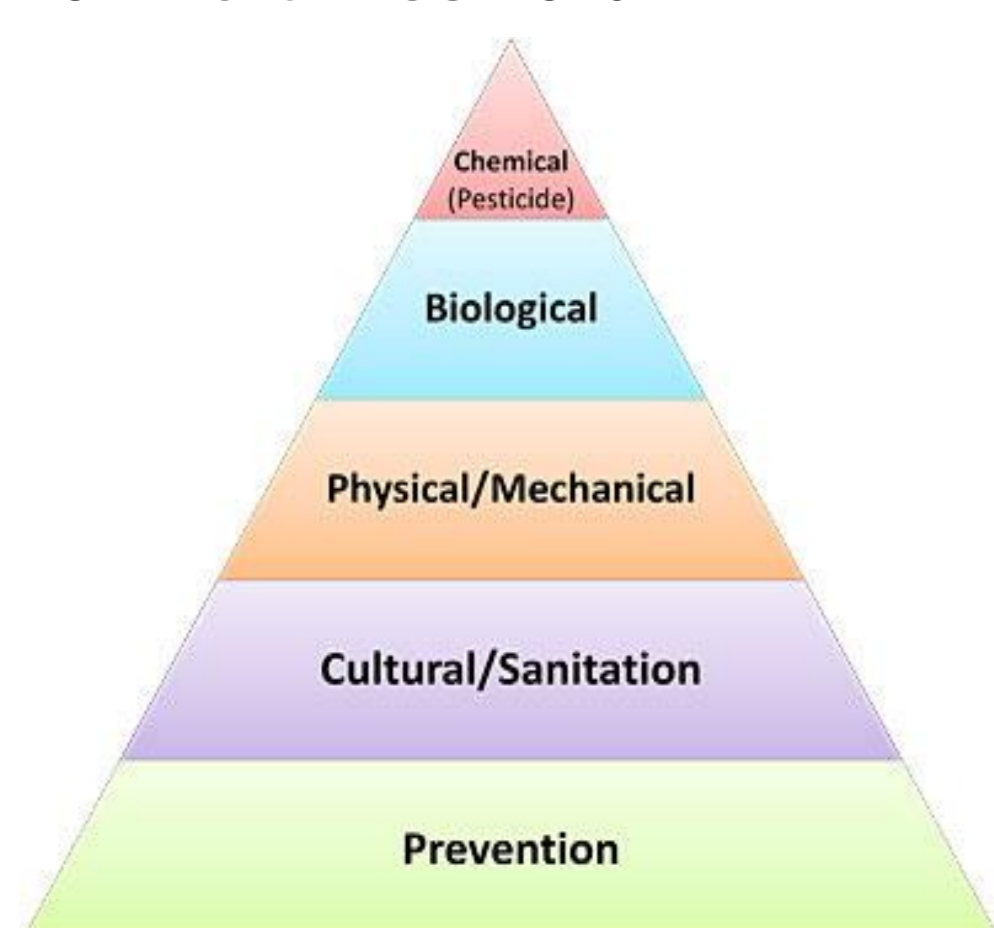 Chemical
(Pesticide)
Biological
Physical/Mechanical
Cultural/Sanitation
Prevention